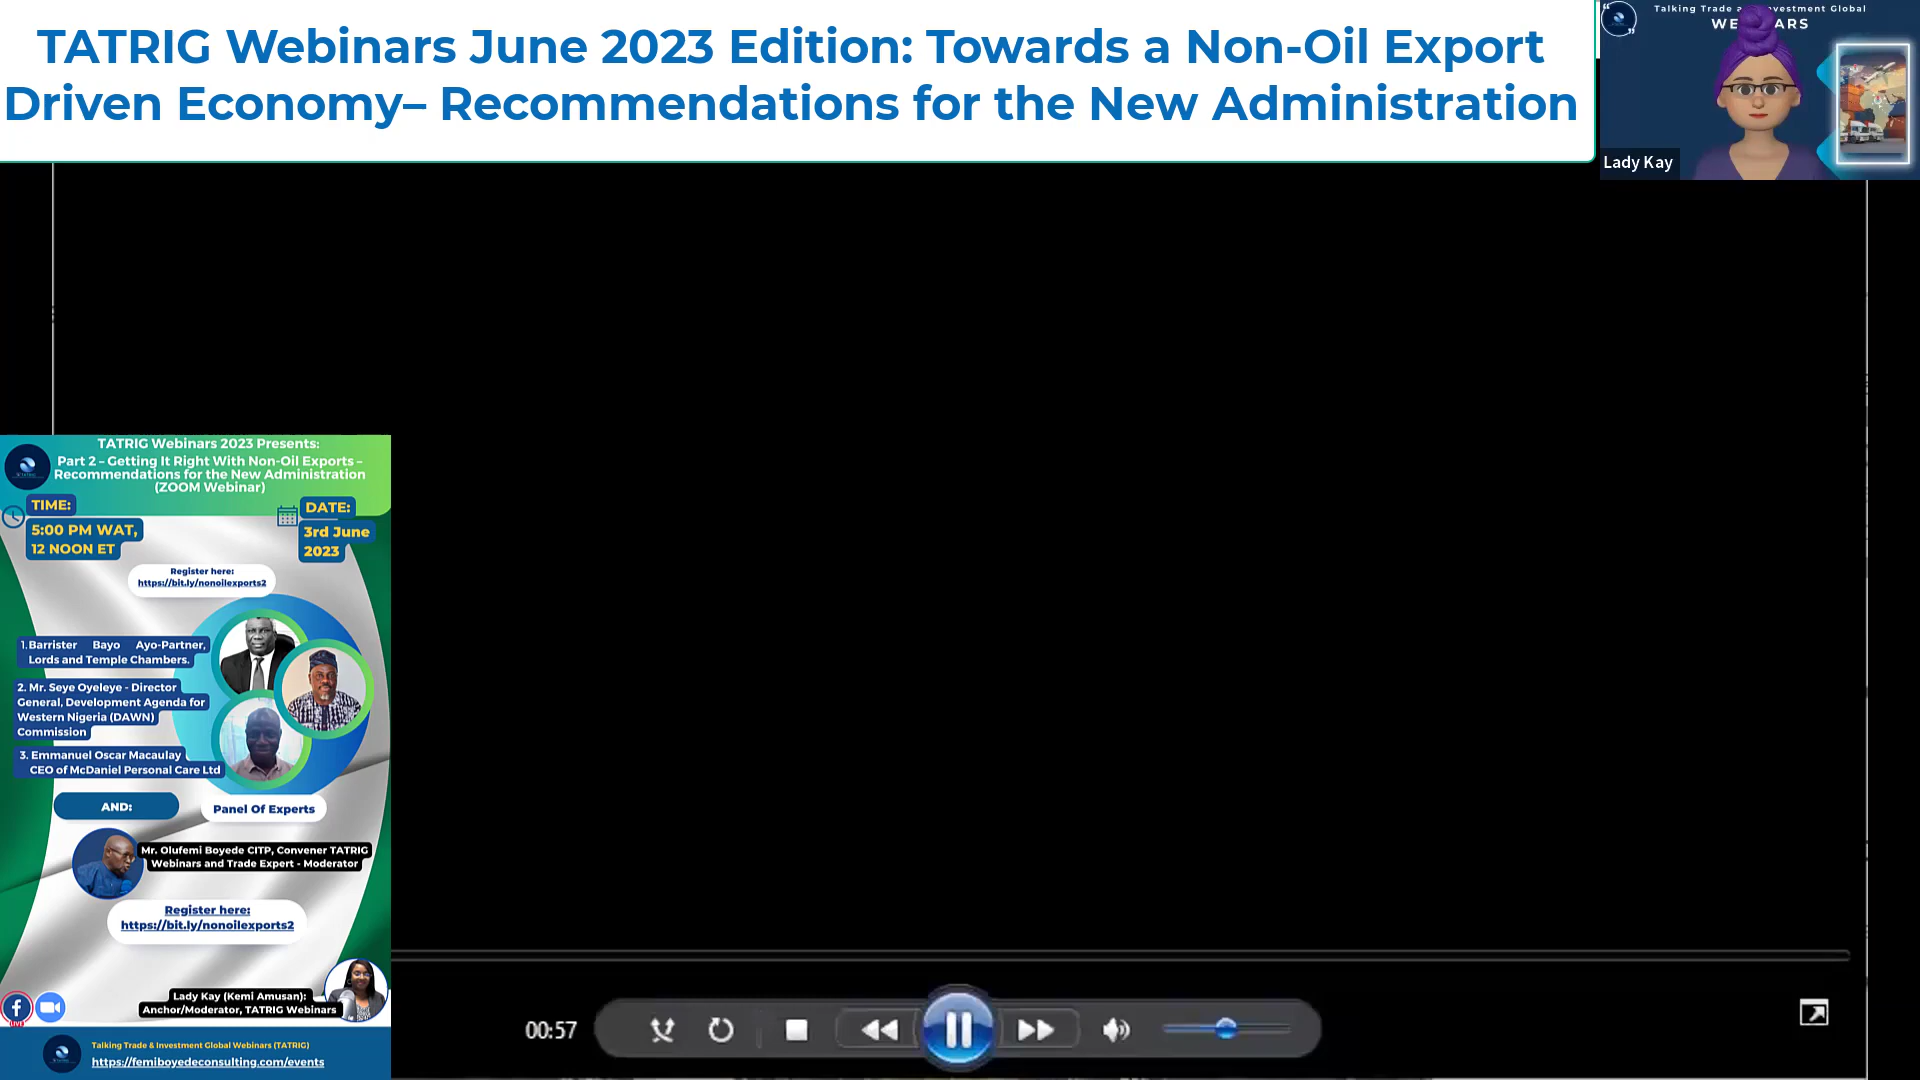 TATRIG Webinars June 2023 Edition: Towards a Non-Oil Export
Driven Economy– Recommendations for the New Administration
Talking Trade a Investment Global
WE ARS
Lady Kay
TATRIG Webinars 2023 Presents:
Part 2 – Getting It Right With Non-Oil Exports –
Recommendations for the New Administration
(ZOOM Webinar)
TIME:
5:00 PM WAT,
12 NOON ET
DATE:
3rd June
2023
Register here:
https://bit.ly/nonoilexports2
1. Barrister Bayo Ayo-Partner,
Lords and Temple Chambers.
2. Mr. Seye Oyeleye - Director
General, Development Agenda for
Western Nigeria (DAWN)
Commission
3. Emmanuel Oscar Macaulay
CEO of McDaniel Personal Care Ltd
AND:
Panel Of Experts
Mr. Olufemi Boyede CITP, Convener TATRIG
Webinars and Trade Expert - Moderator
Register here:
https://bit.ly/nonoilexports2
Lady Kay (Kemi Amusan):
Anchor/Moderator, TATRIG Webinars
LIVE
Talking Trade & Investment Global Webinars (TATRIG)
https://femiboyedeconsulting.com/events
00:57